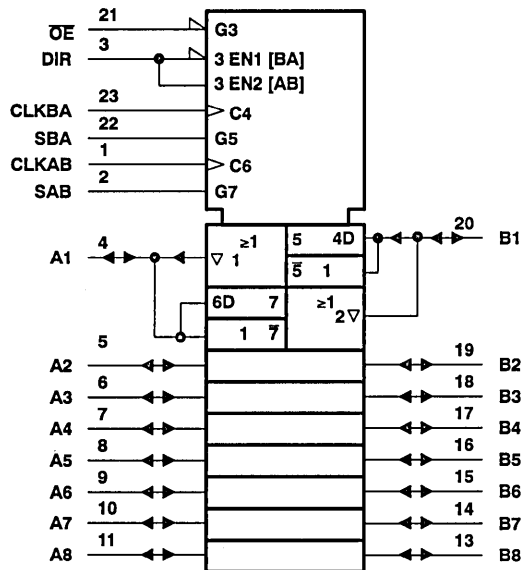 21
OE G3
3
DIR 3 EN1 [BA]
3 EN2 [AB]
23
CLKBA C4
22
SBA G5
1
CLKAB C6
2
SAB G7
4 ≥1 5 4D 20
A1 ▽ 1 5̅ 1 B1
6D 7 ≥1
1 7̅ 2 ▽
5 19
A2 B2
6 18
A3 B3
7 17
A4 B4
8 16
A5 B5
9 15
A6 B6
10 14
A7 B7
11 13
A8 B8